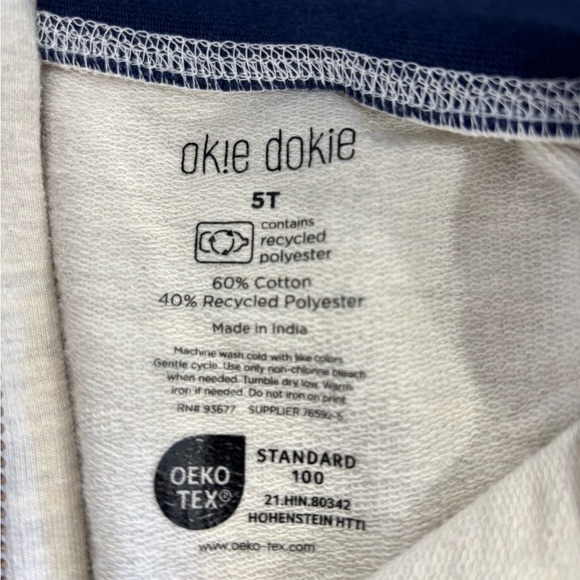 ok!e dokie
5T
contains
recycled
polyester
60% Cotton
40% Recycled Polyester
Made in India
Machine wash cold with like colors.
Gentle cycle. Use only non-chlorine bleach
when needed. Tumble dry low. Warm
iron if needed. Do not iron on print
RN# 93677 SUPPLIER 76592-5
OEKO
TEX®
STANDARD
100
21.HIN.80342
HOHENSTEIN HTTI
www.oeko-tex.com